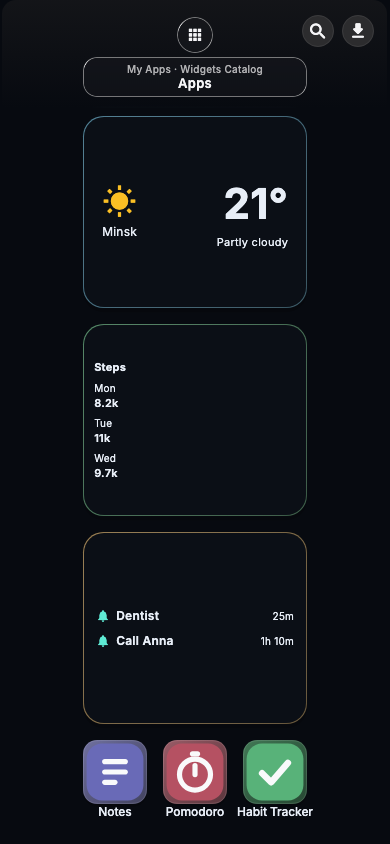 My Apps · Widgets Catalog
Apps
Minsk
21°
Partly cloudy
Steps
Mon
8.2k
Tue
11k
Wed
9.7k
Dentist 25m
Call Anna 1h 10m
Notes Pomodoro Habit Tracker